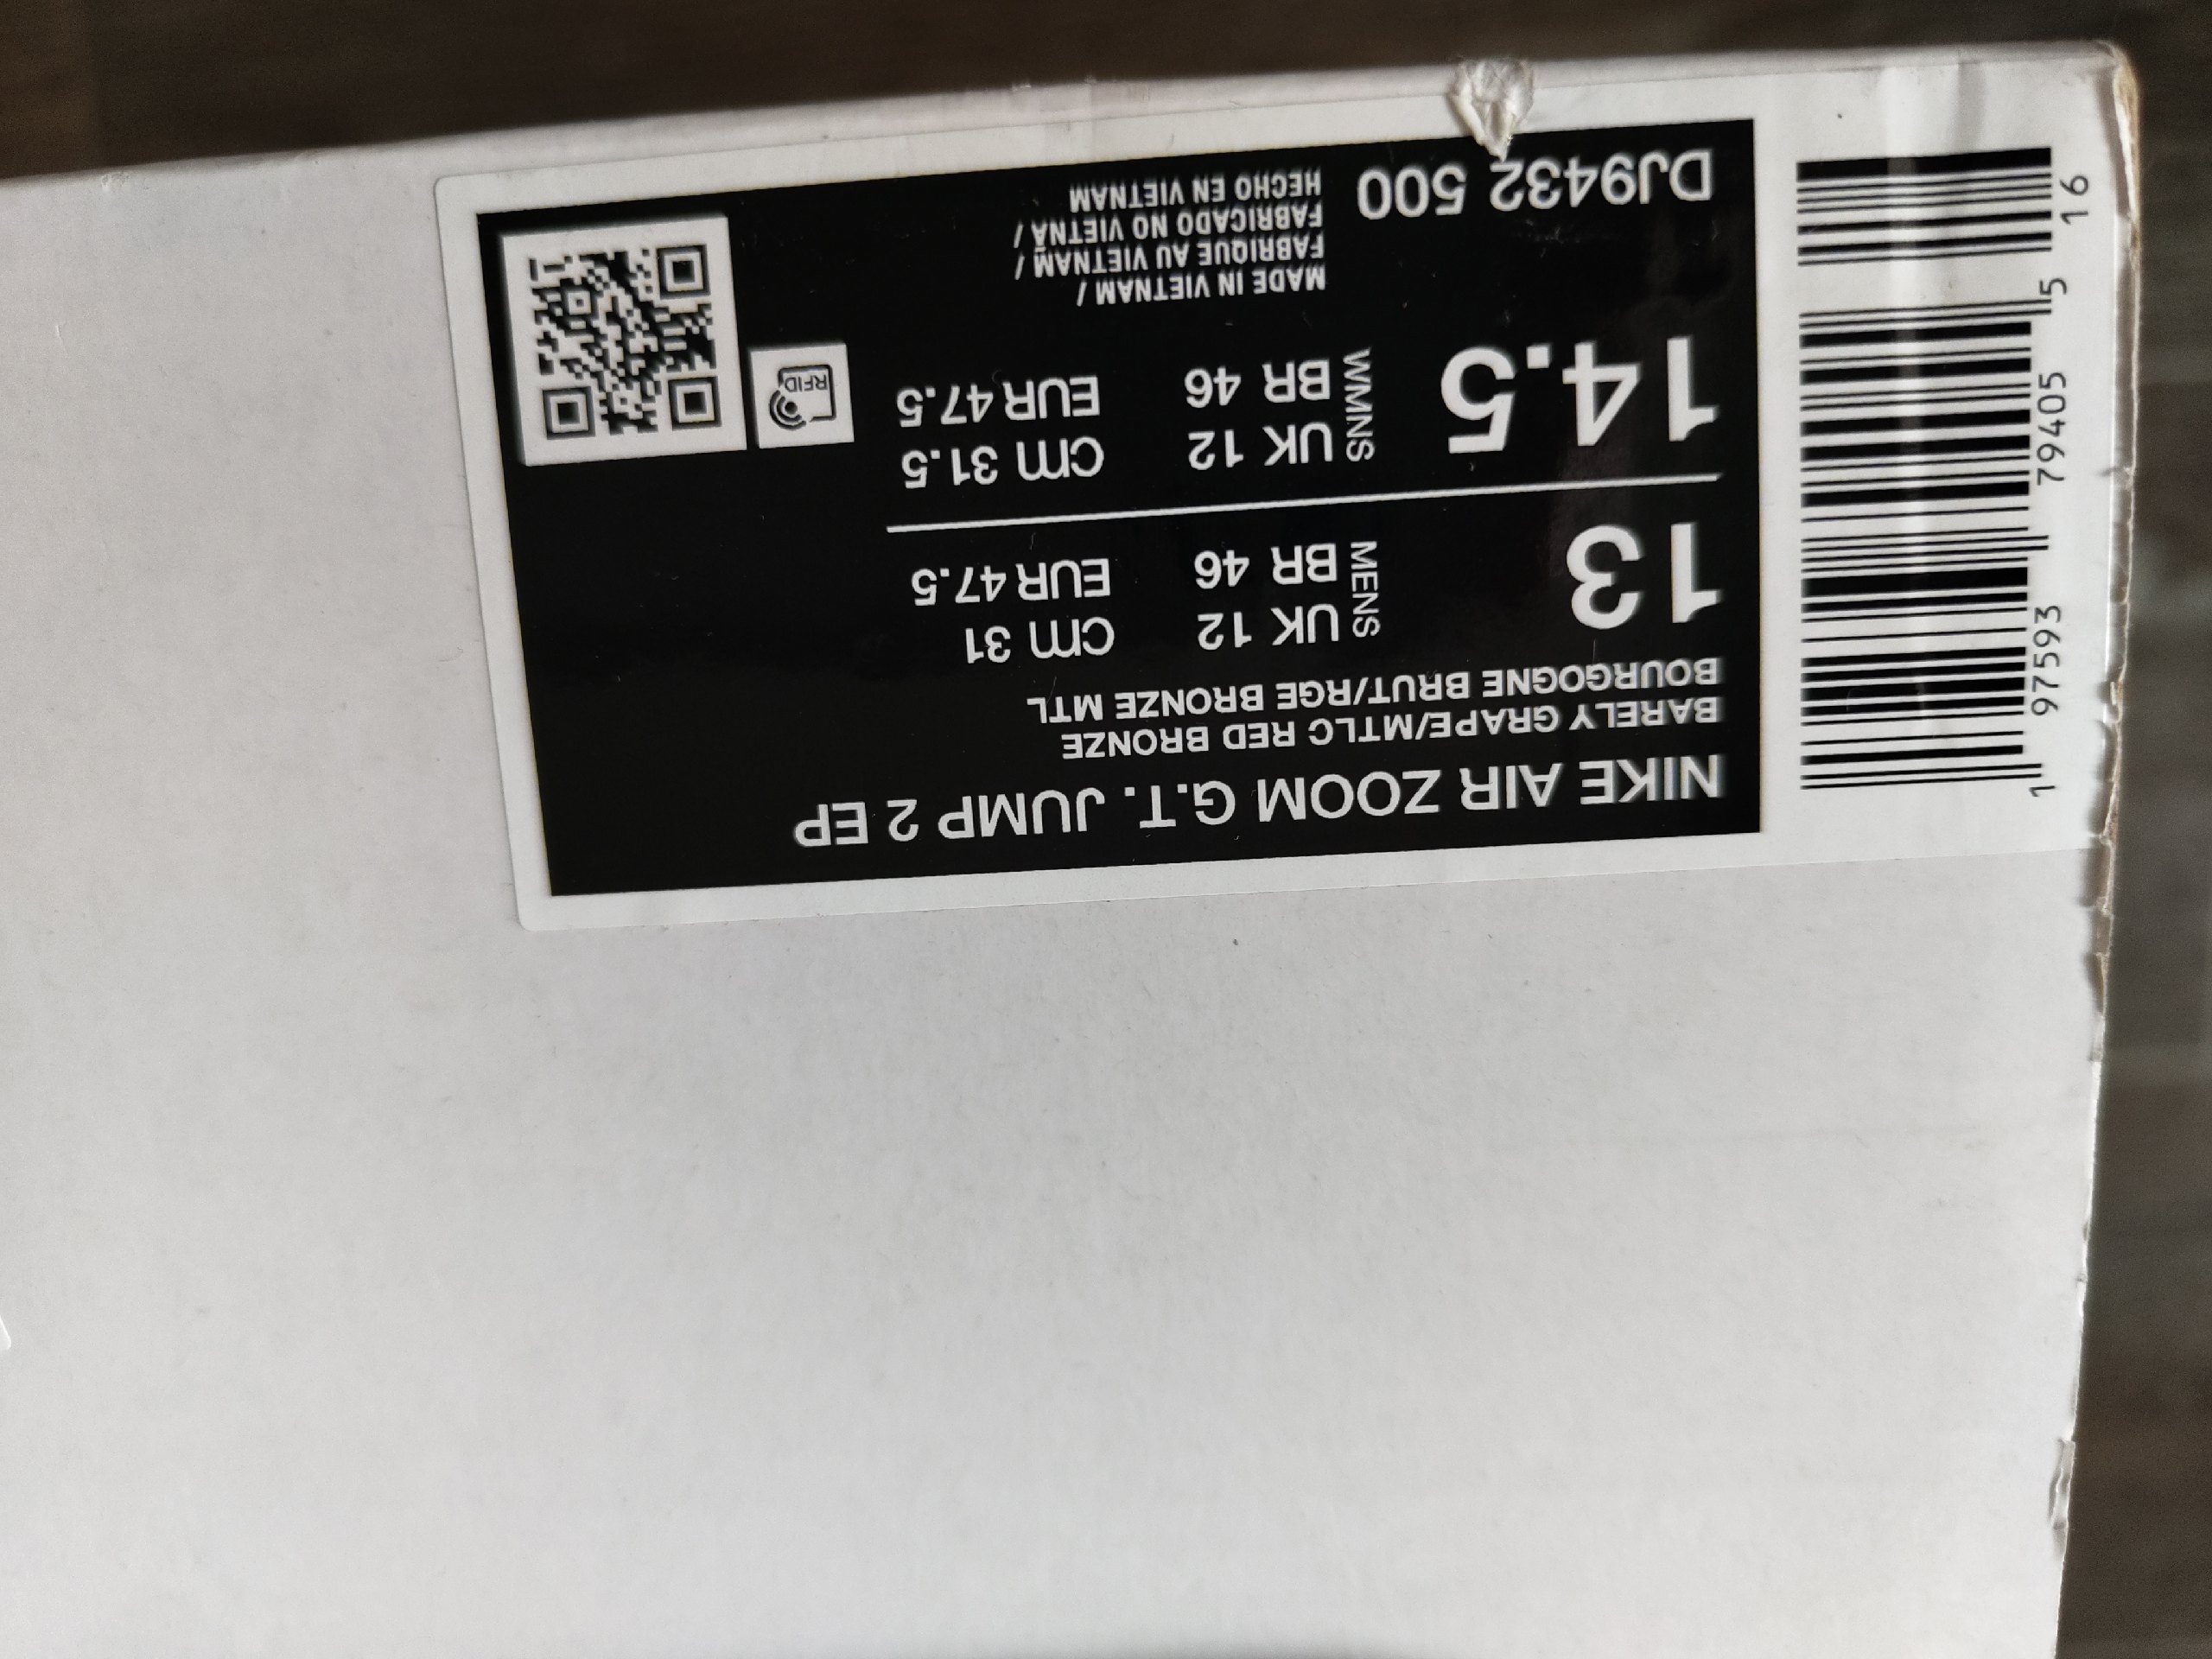 NIKE AIR ZOOM G.T. JUMP 2 EP
BARELY GRAPE/MTLC RED BRONZE
BOURGOGNE BRUT/RGE BRONZE MTL
13
MENS
UK 12
BR 46
cm 31
EUR 47.5
14.5
WMNS
UK 12
BR 46
cm 31.5
EUR 47.5
RFID
MADE IN VIETNAM /
FABRIQUE AU VIETNAM /
FABRICADO NO VIETNÃ /
HECHO EN VIETNAM
DJ9432 500
1 97593 79405 5 16